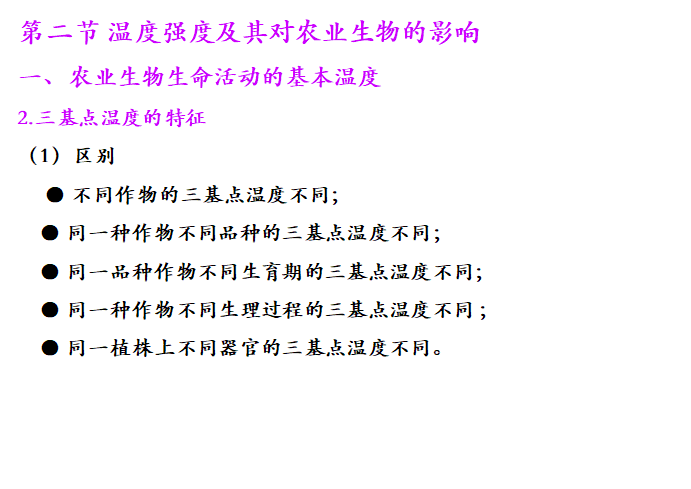 第二节 温度强度及其对农业生物的影响
一、农业生物生命活动的基本温度
2.三基点温度的特征
（1）区别
● 不同作物的三基点温度不同；
● 同一种作物不同品种的三基点温度不同；
● 同一品种作物不同生育期的三基点温度不同；
● 同一种作物不同生理过程的三基点温度不同；
● 同一植株上不同器官的三基点温度不同。